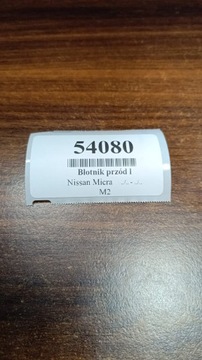 54080
Błotnik przód l
Nissan Micra
M2